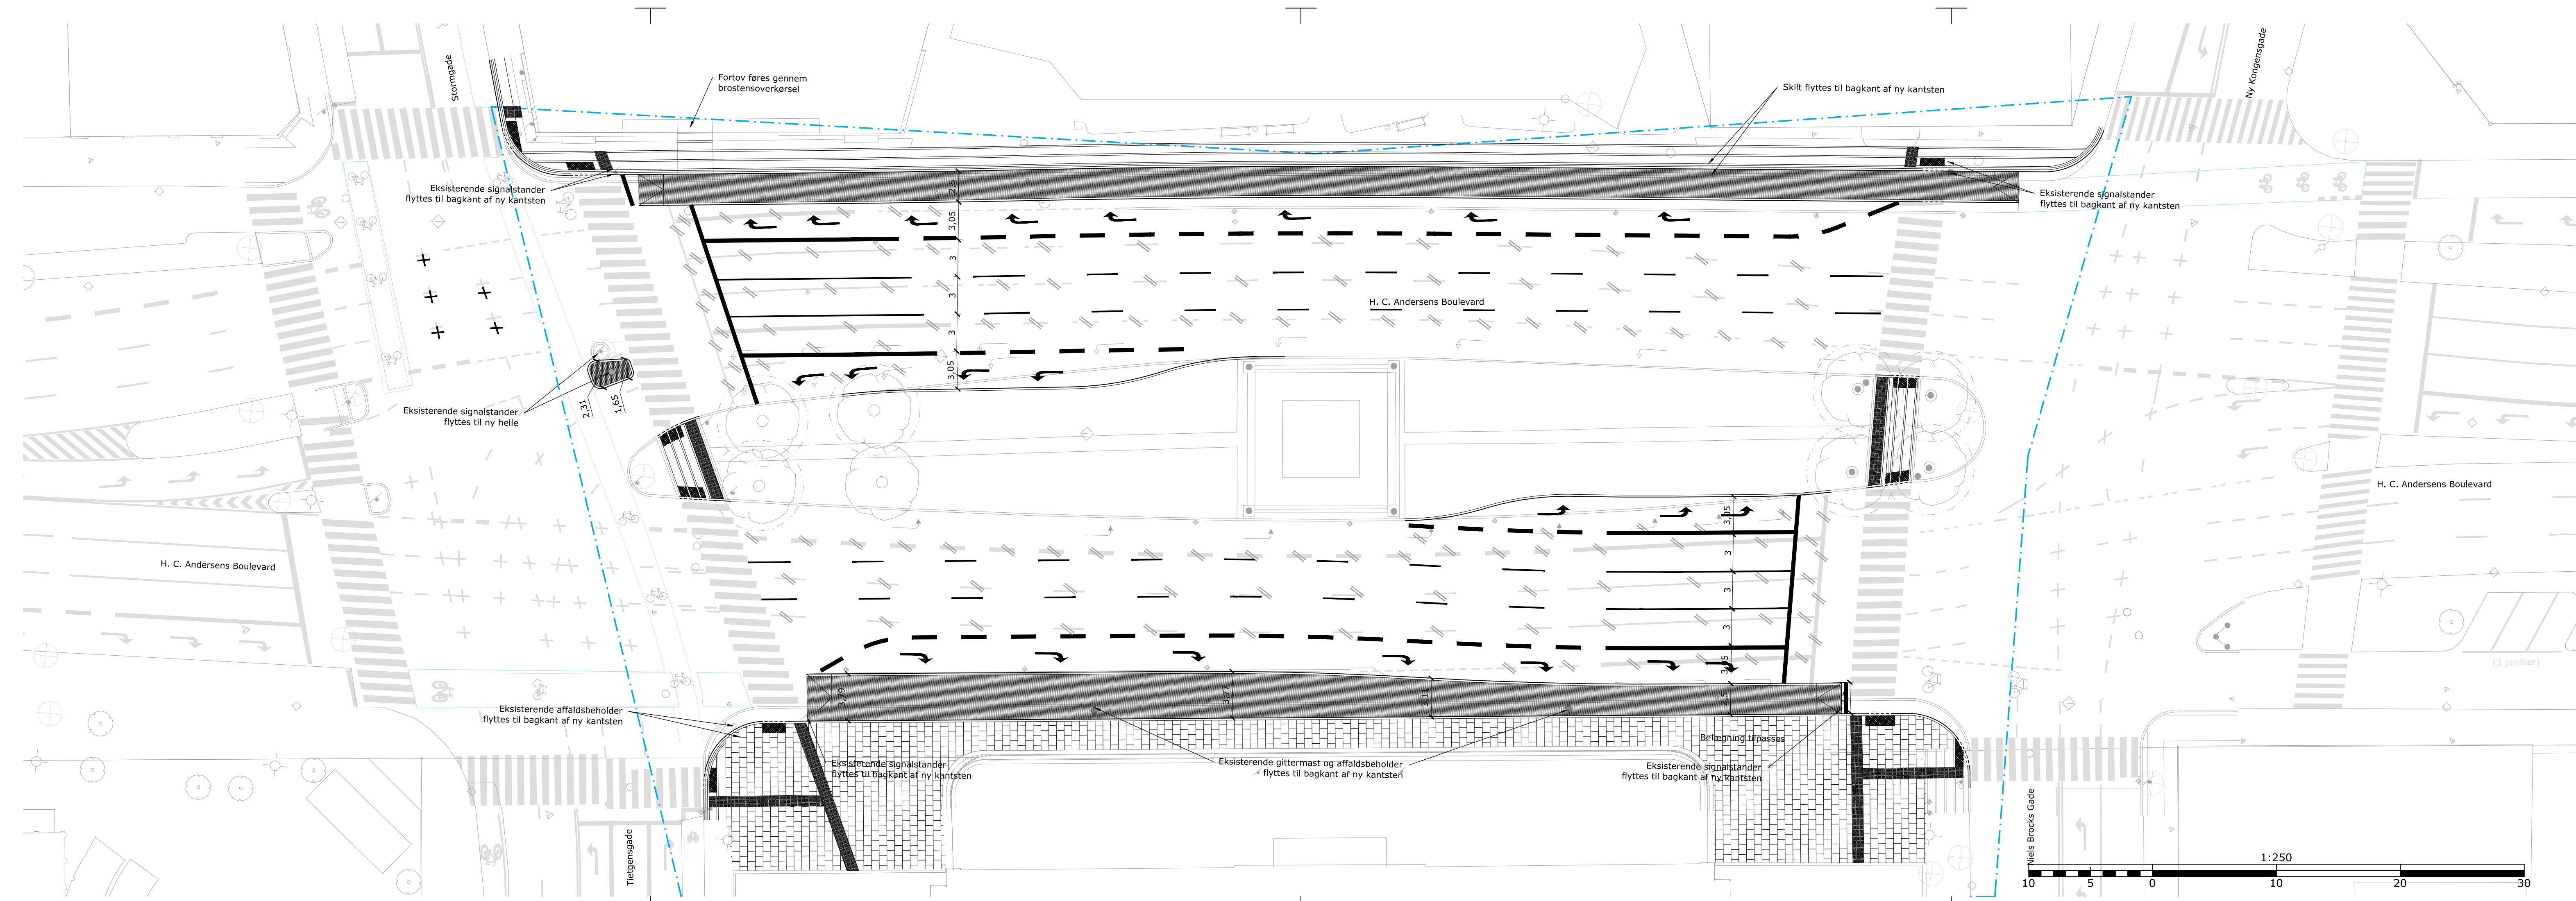 Stormgade
Fortov føres gennem
brostensoverkørsel
Skilt flyttes til bagkant af ny kantsten
Ny Kongensgade
Eksisterende signalstander
flyttes til bagkant af ny kantsten
2,5
3,05
3
3
3
3,05
Eksisterende signalstander
flyttes til bagkant af ny kantsten
H. C. Andersens Boulevard
Eksisterende signalstander
flyttes til ny helle
2,31
1,65
H. C. Andersens Boulevard
H. C. Andersens Boulevard
3,05
3
3
3
3,05
2,5
(3 pladser)
3,79
3,77
3,11
Eksisterende affaldsbeholder
flyttes til bagkant af ny kantsten
Eksisterende signalstander
flyttes til bagkant af ny kantsten
Eksisterende gittermast og affaldsbeholder
flyttes til bagkant af ny kantsten
Belægning tilpasses
Eksisterende signalstander
flyttes til bagkant af ny kantsten
Tietgensgade
Niels Brocks Gade
1:250
10 5 0 10 20 30